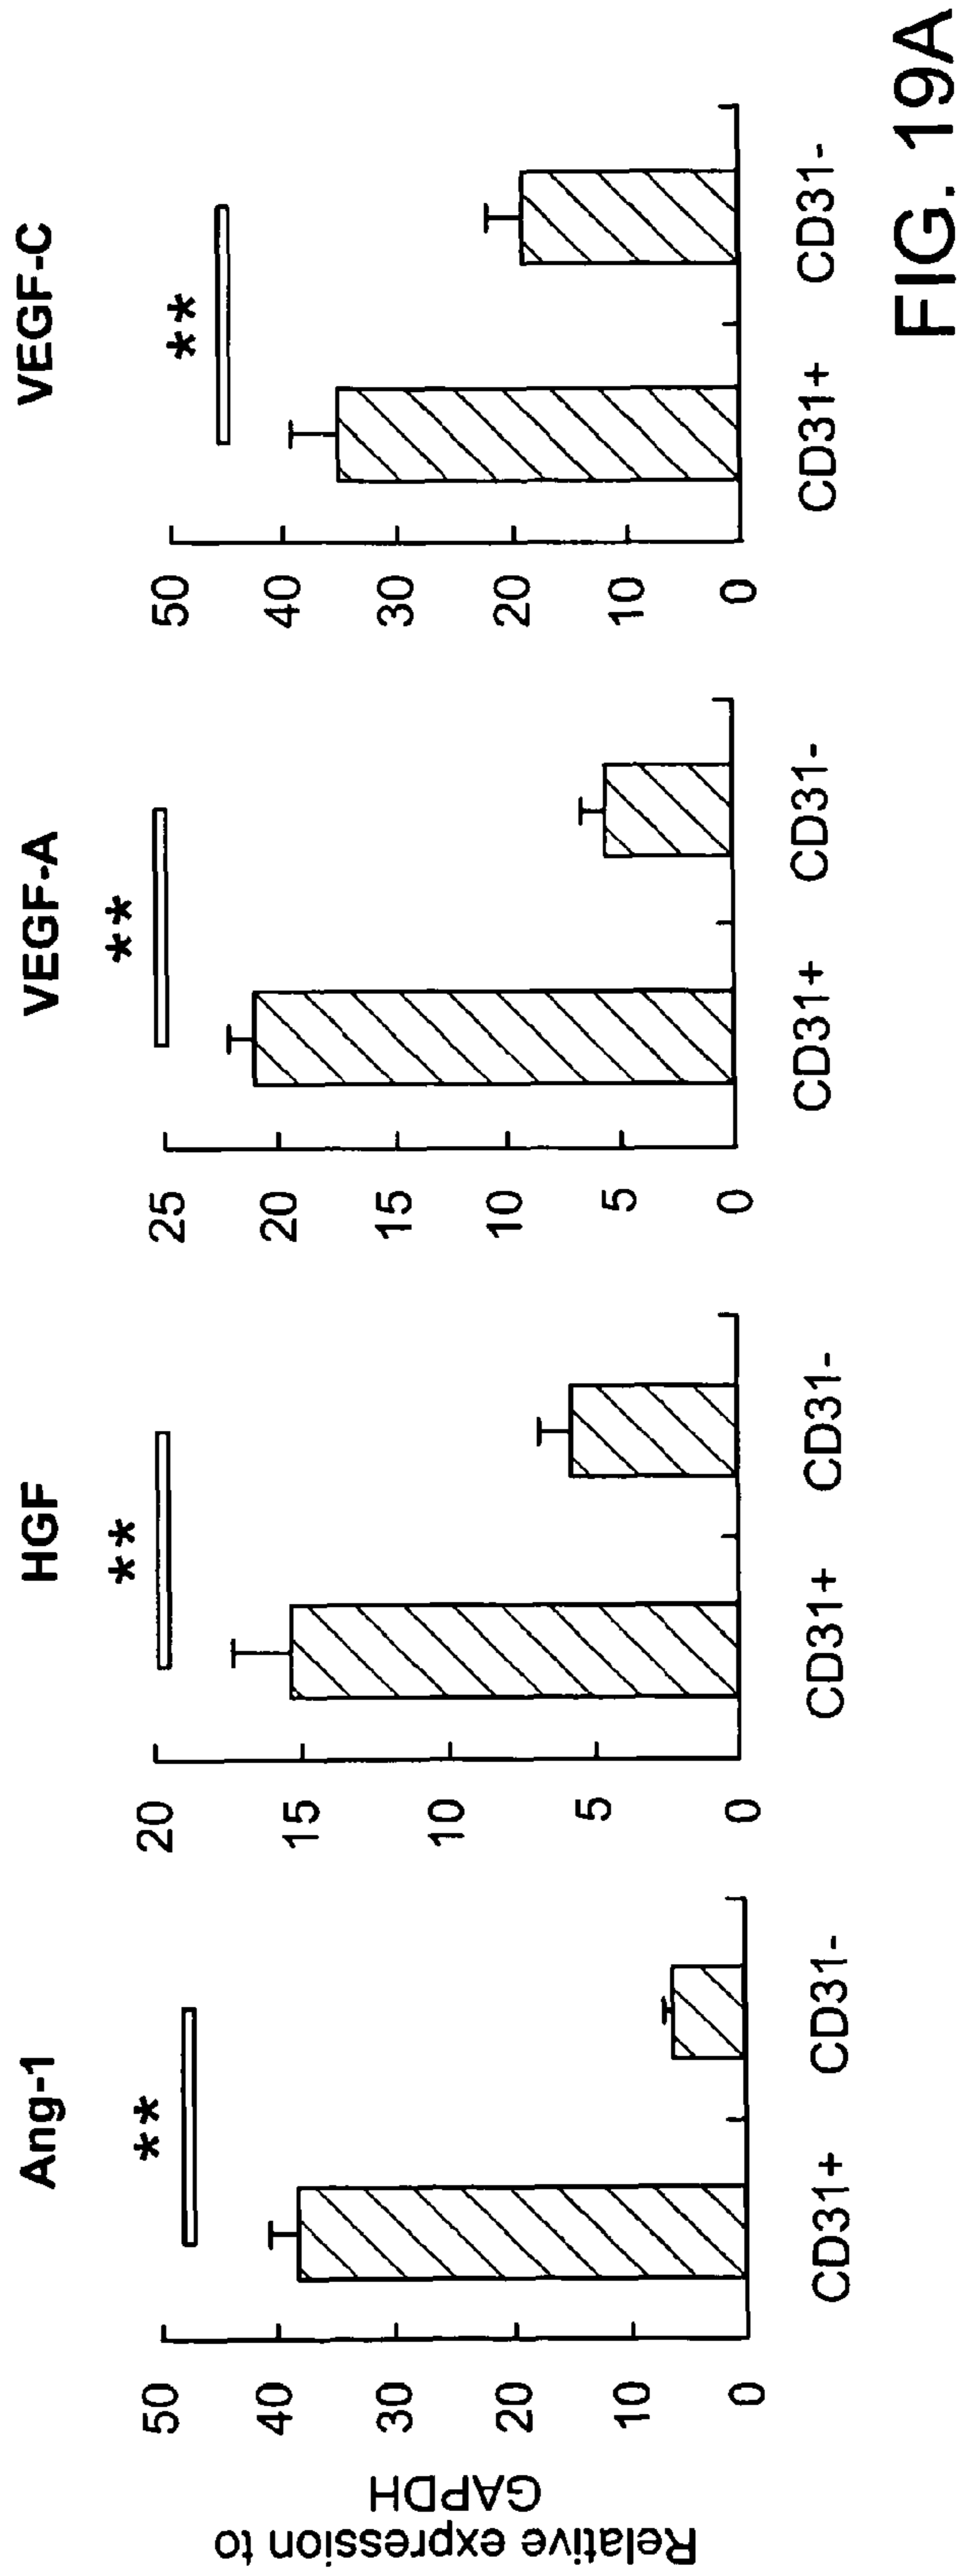 Ang-1
HGF
VEGF-A
VEGF-C
Relative expression to
GAPDH
50
40
30
20
10
0
**
CD31+ CD31-
20
15
10
5
0
**
CD31+ CD31-
25
20
15
10
5
0
**
CD31+ CD31-
50
40
30
20
10
0
**
CD31+ CD31-
FIG. 19A